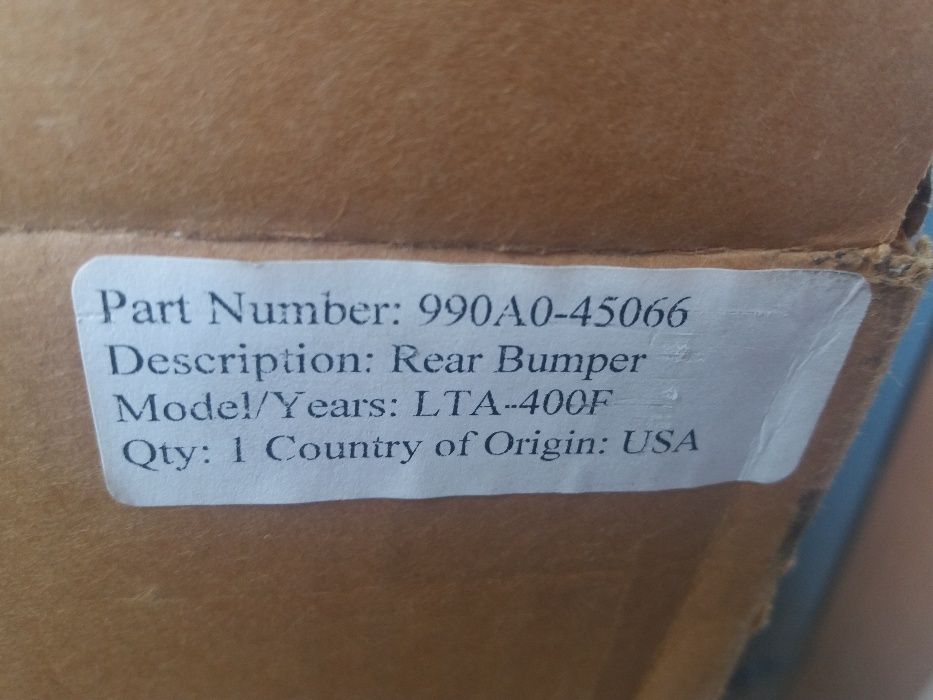 Part Number: 990A0-45066
Description: Rear Bumper
Model/Years: LTA-400F
Qty: 1 Country of Origin: USA